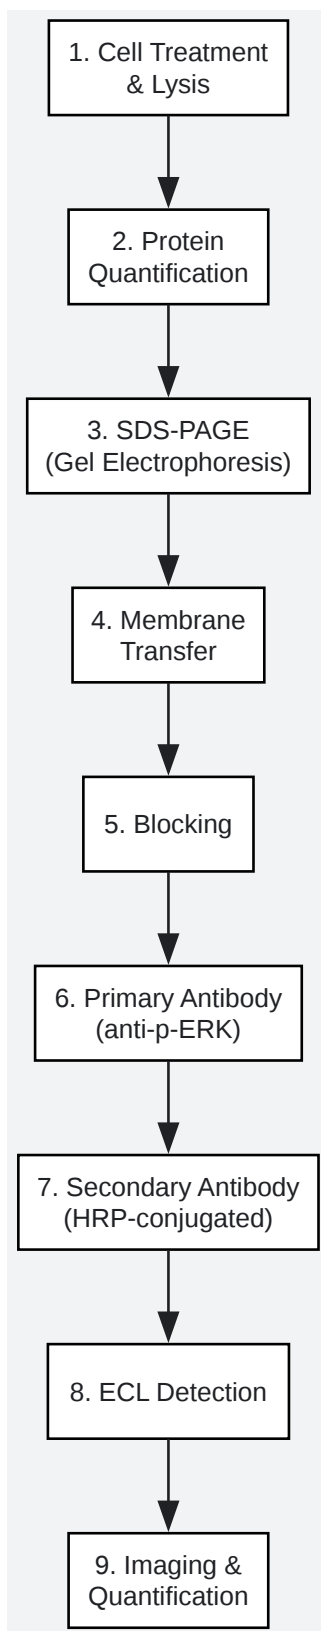 1. Cell Treatment
& Lysis
2. Protein
Quantification
3. SDS-PAGE
(Gel Electrophoresis)
4. Membrane
Transfer
5. Blocking
6. Primary Antibody
(anti-p-ERK)
7. Secondary Antibody
(HRP-conjugated)
8. ECL Detection
9. Imaging &
Quantification